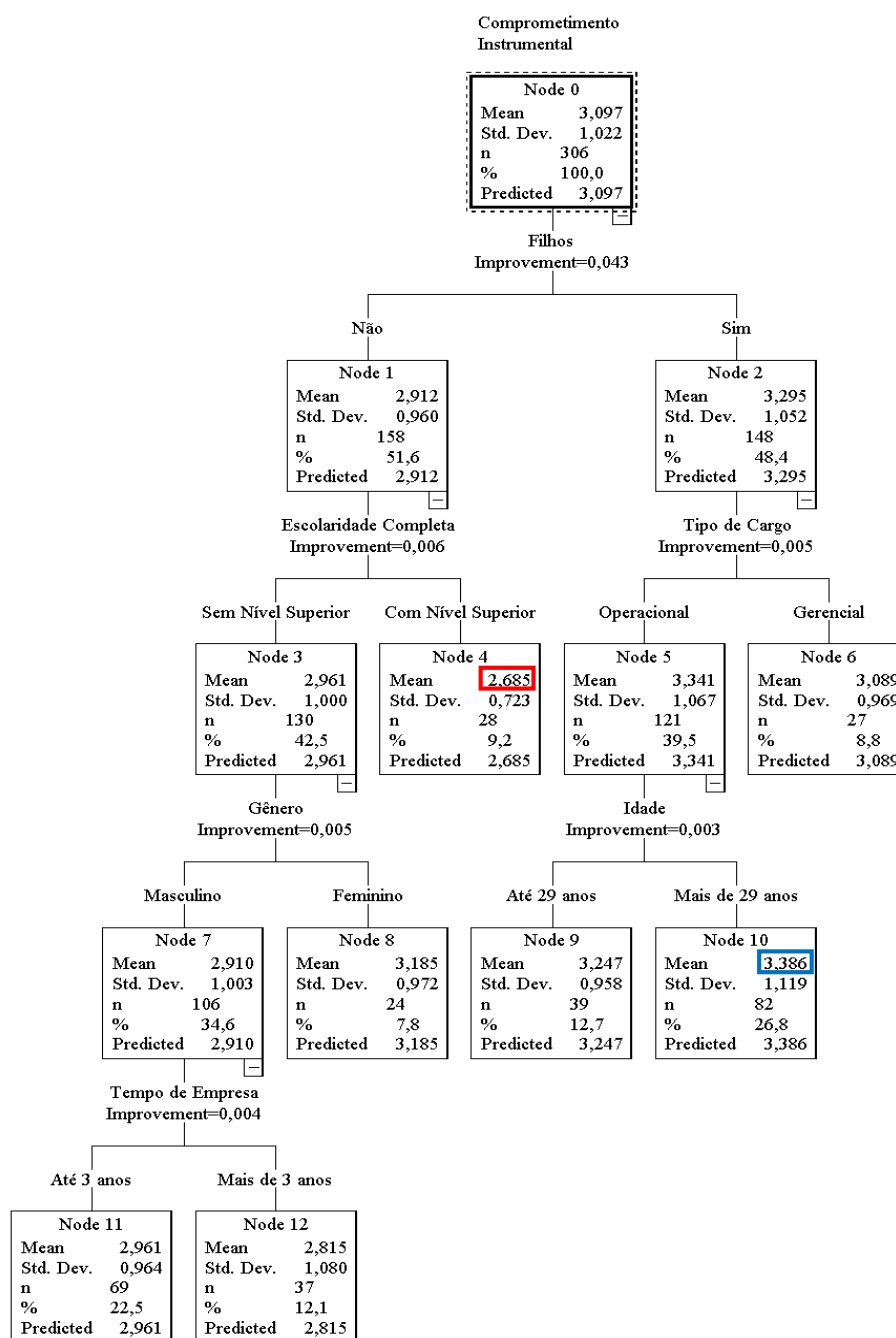 Comprometimento
Instrumental
Node 0
Mean 3,097
Std. Dev. 1,022
n 306
% 100,0
Predicted 3,097
Filhos
Improvement=0,043
Não
Sim
Node 1
Mean 2,912
Std. Dev. 0,960
n 158
% 51,6
Predicted 2,912
Node 2
Mean 3,295
Std. Dev. 1,052
n 148
% 48,4
Predicted 3,295
Escolaridade Completa
Improvement=0,006
Tipo de Cargo
Improvement=0,005
Sem Nível Superior
Com Nível Superior
Operacional
Gerencial
Node 3
Mean 2,961
Std. Dev. 1,000
n 130
% 42,5
Predicted 2,961
Node 4
Mean 2,685
Std. Dev. 0,723
n 28
% 9,2
Predicted 2,685
Node 5
Mean 3,341
Std. Dev. 1,067
n 121
% 39,5
Predicted 3,341
Node 6
Mean 3,089
Std. Dev. 0,969
n 27
% 8,8
Predicted 3,089
Gênero
Improvement=0,005
Idade
Improvement=0,003
Masculino
Feminino
Até 29 anos
Mais de 29 anos
Node 7
Mean 2,910
Std. Dev. 1,003
n 106
% 34,6
Predicted 2,910
Node 8
Mean 3,185
Std. Dev. 0,972
n 24
% 7,8
Predicted 3,185
Node 9
Mean 3,247
Std. Dev. 0,958
n 39
% 12,7
Predicted 3,247
Node 10
Mean 3,386
Std. Dev. 1,119
n 82
% 26,8
Predicted 3,386
Tempo de Empresa
Improvement=0,004
Até 3 anos
Mais de 3 anos
Node 11
Mean 2,961
Std. Dev. 0,964
n 69
% 22,5
Predicted 2,961
Node 12
Mean 2,815
Std. Dev. 1,080
n 37
% 12,1
Predicted 2,815